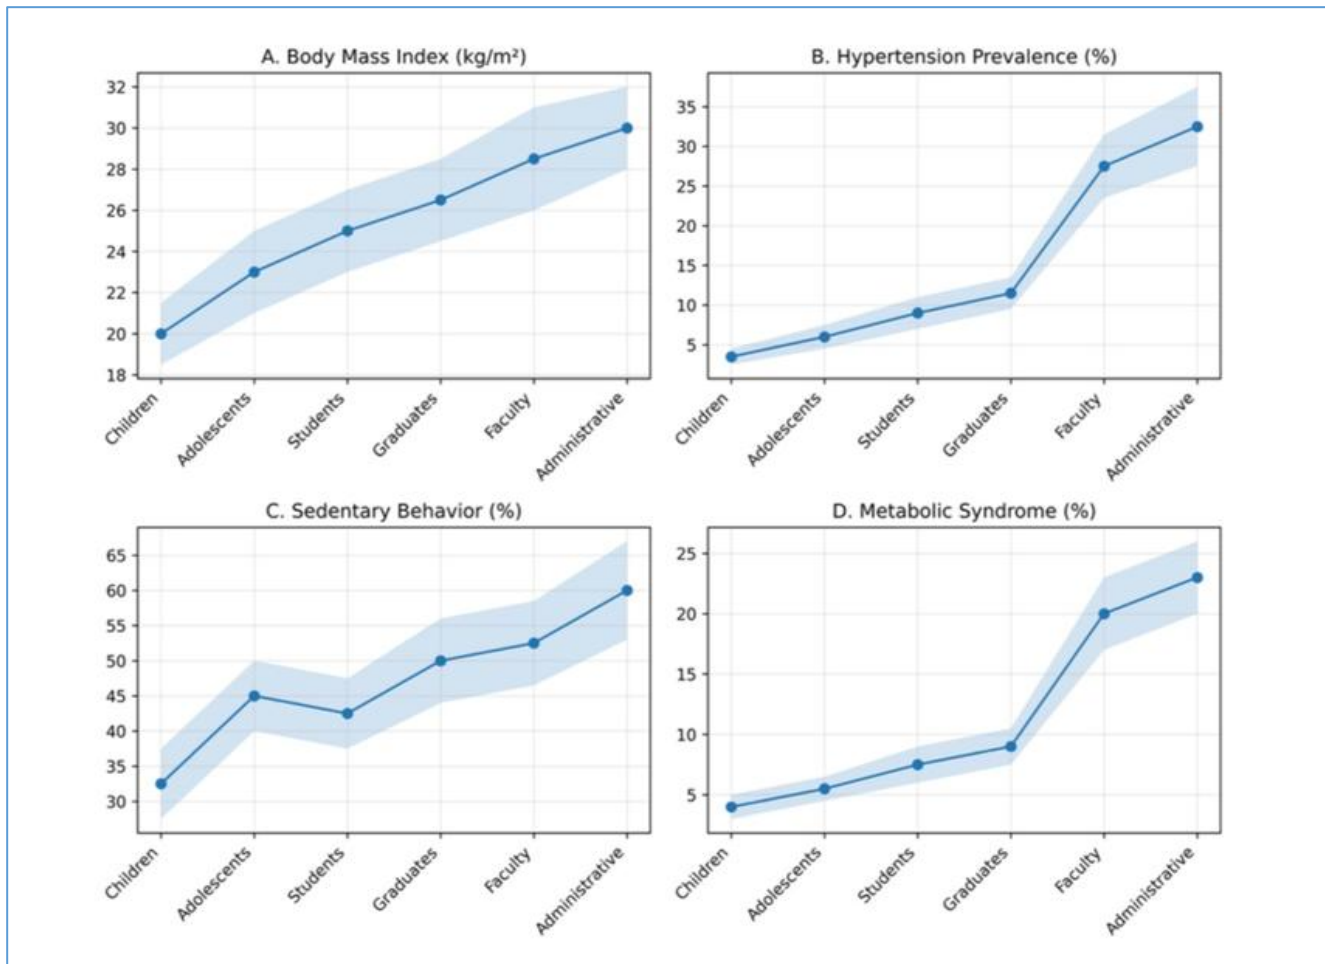 A. Body Mass Index (kg/m²)
32
30
28
26
24
22
20
18
Children
Adolescents
Students
Graduates
Faculty
Administrative
B. Hypertension Prevalence (%)
35
30
25
20
15
10
5
Children
Adolescents
Students
Graduates
Faculty
Administrative
C. Sedentary Behavior (%)
65
60
55
50
45
40
35
30
Children
Adolescents
Students
Graduates
Faculty
Administrative
D. Metabolic Syndrome (%)
25
20
15
10
5
Children
Adolescents
Students
Graduates
Faculty
Administrative